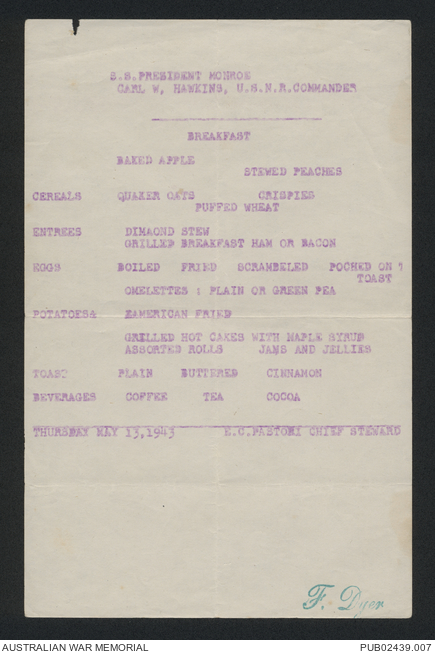 S.S.PRESIDENT MONROE
CARL W, HAWKINS, U.S.N.R.COMMANDER
BREAKFAST
BAKED APPLE
STEWED PEACHES
CEREALS QUAKER OATS CRISPIES
PUFFED WHEAT
ENTREES DIMAOND STEW
GRILLED BREAKFAST HAM OR BACON
EGGS BOILED FRIED SCRAMBELED POCHED ON
TOAST
OMELETTES : PLAIN OR GREEN PEA
POTATOES& ZAMERICAN FRIED
GRILLED HOT CAKES WITH MAPLE SYRUP
ASSORTED ROLLS JAMS AND JELLIES
TOAST PLAIN BUTTERED CINNAMON
BEVERAGES COFFEE TEA COCOA
THURSDAY MAY 13,1943 E.C.PASTORI CHIEF STEWARD
F. Dyer
AUSTRALIAN WAR MEMORIAL PUB02439.007